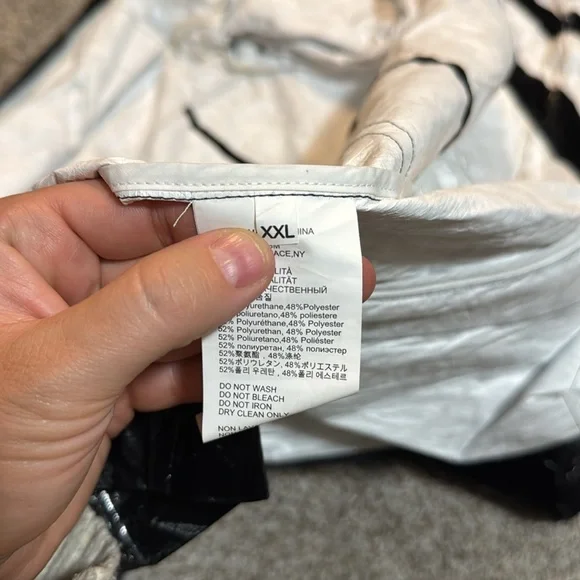 XXL
ACE,NY
LITÀ
ALITÄT
ЧЕСТВЕННЫЙ
품질
Polyurethane,48%Polyester
Poliuretano,48% poliestere
Polyuréthane,48% Polyester
52% Polyurethan, 48% Polyester
52% Poliuretano, 48% Poliéster
52% полиуретан, 48% полиэстер
52%聚氨酯, 48%涤纶
52%ポリウレタン, 48%ポリエステル
52%폴리 우레탄, 48%폴리 에스테르
DO NOT WASH
DO NOT BLEACH
DO NOT IRON
DRY CLEAN ONLY